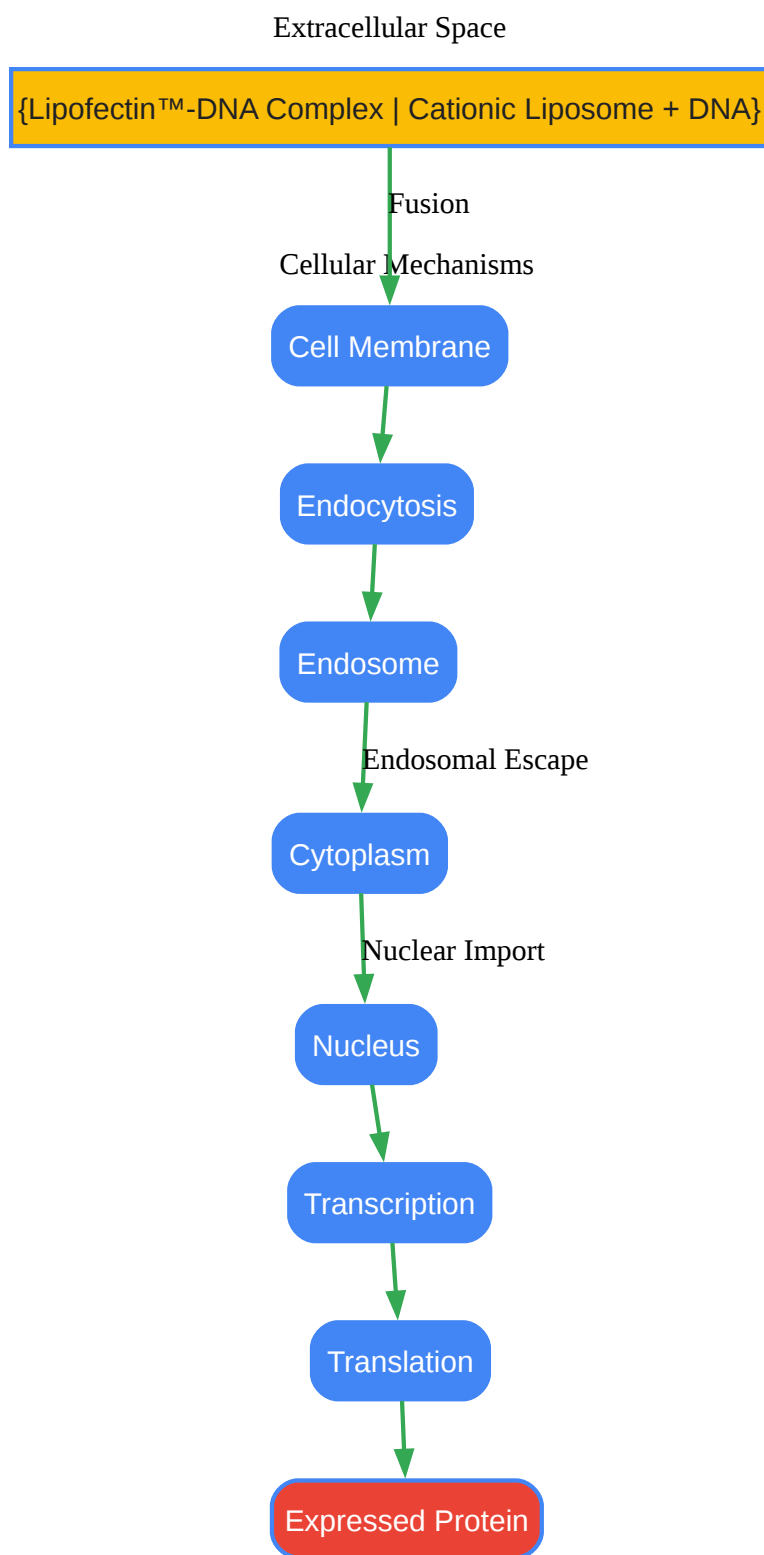 Extracellular Space
{Lipofectin™-DNA Complex | Cationic Liposome + DNA}
Fusion
Cellular Mechanisms
Cell Membrane
Endocytosis
Endosome
Endosomal Escape
Cytoplasm
Nuclear Import
Nucleus
Transcription
Translation
Expressed Protein